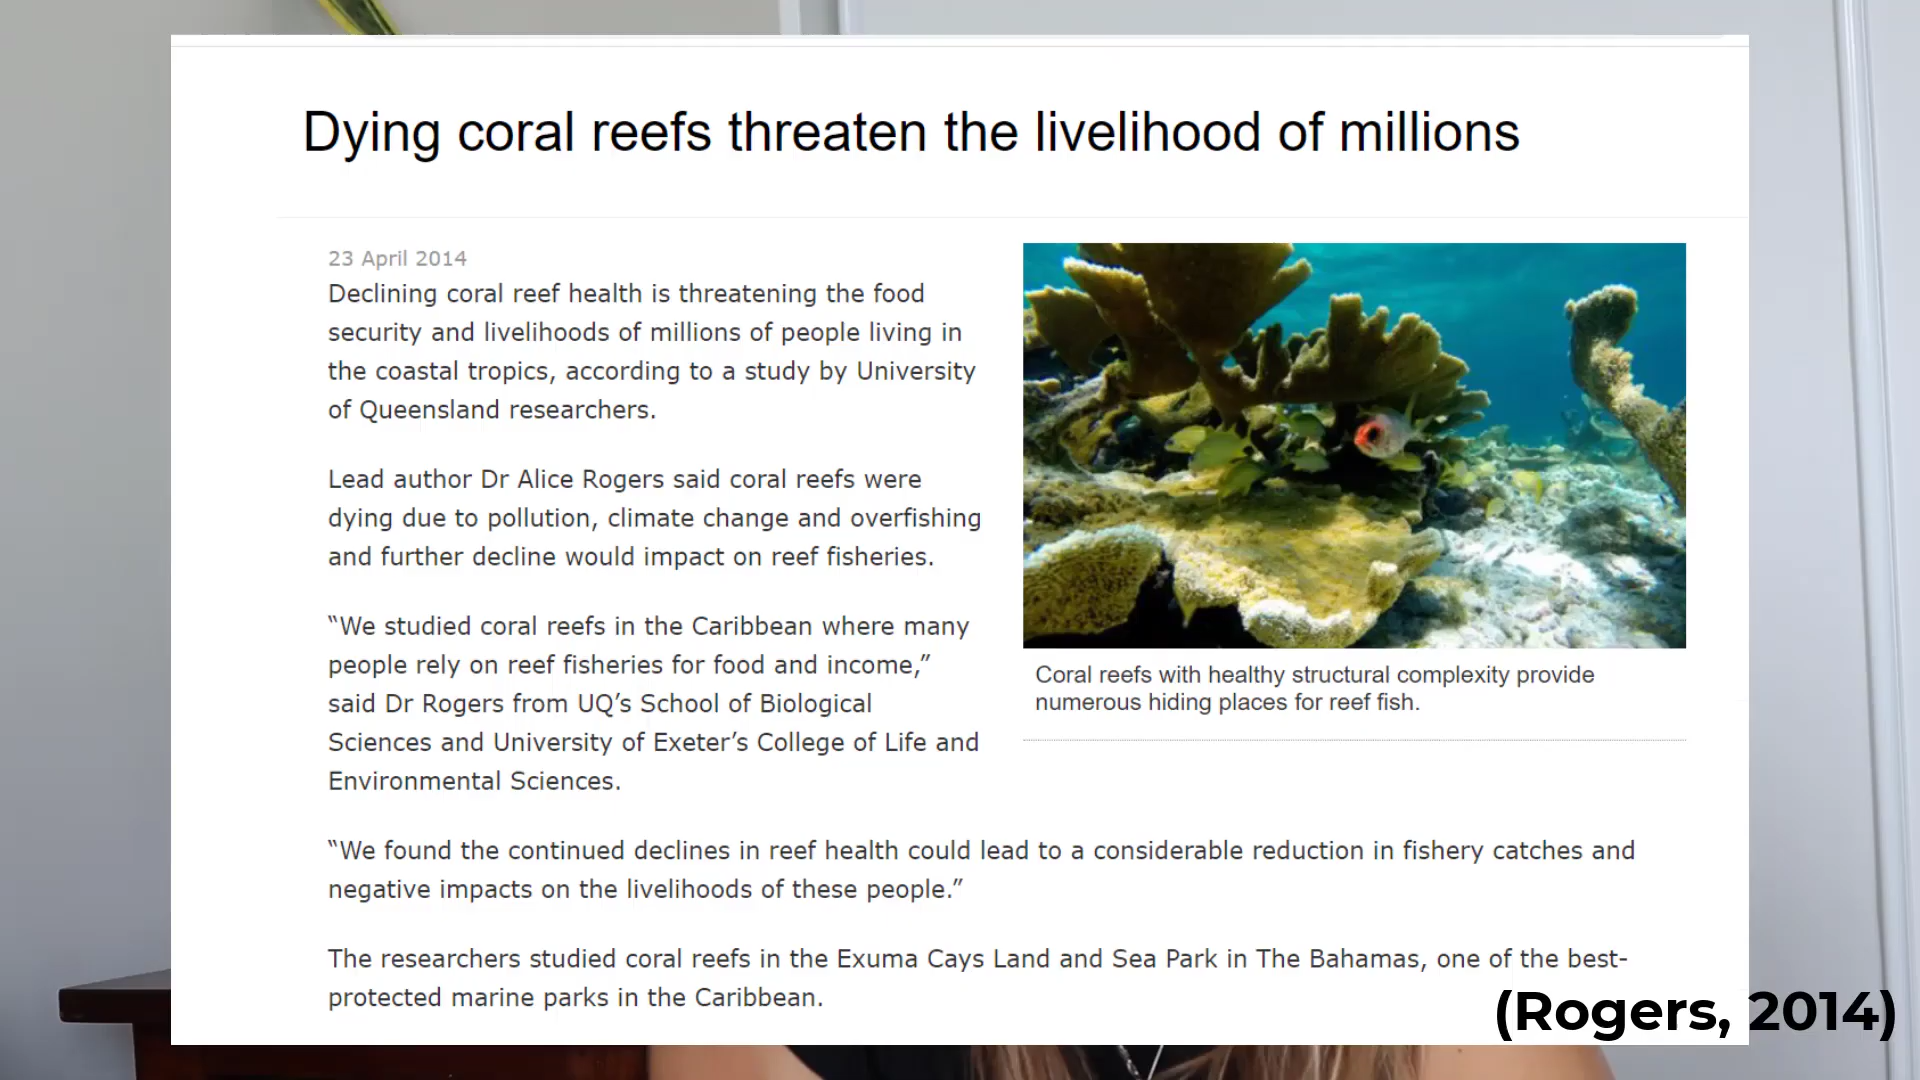 Dying coral reefs threaten the livelihood of millions
23 April 2014
Declining coral reef health is threatening the food
security and livelihoods of millions of people living in
the coastal tropics, according to a study by University
of Queensland researchers.
Lead author Dr Alice Rogers said coral reefs were
dying due to pollution, climate change and overfishing
and further decline would impact on reef fisheries.
“We studied coral reefs in the Caribbean where many
people rely on reef fisheries for food and income,”
said Dr Rogers from UQ’s School of Biological
Sciences and University of Exeter’s College of Life and
Environmental Sciences.
Coral reefs with healthy structural complexity provide
numerous hiding places for reef fish.
“We found the continued declines in reef health could lead to a considerable reduction in fishery catches and
negative impacts on the livelihoods of these people.”
The researchers studied coral reefs in the Exuma Cays Land and Sea Park in The Bahamas, one of the best-
protected marine parks in the Caribbean.
(Rogers, 2014)